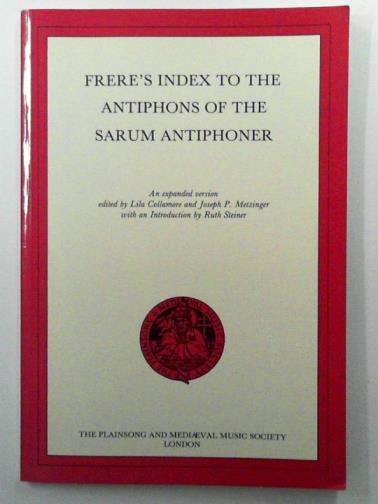 FRERE'S INDEX TO THE
ANTIPHONS OF THE
SARUM ANTIPHONER
An expanded version
edited by Lila Collamore and Joseph P. Metzinger
with an Introduction by Ruth Steiner
THE PLAINSONG AND MEDIÆVAL MUSIC SOCIETY
LONDON